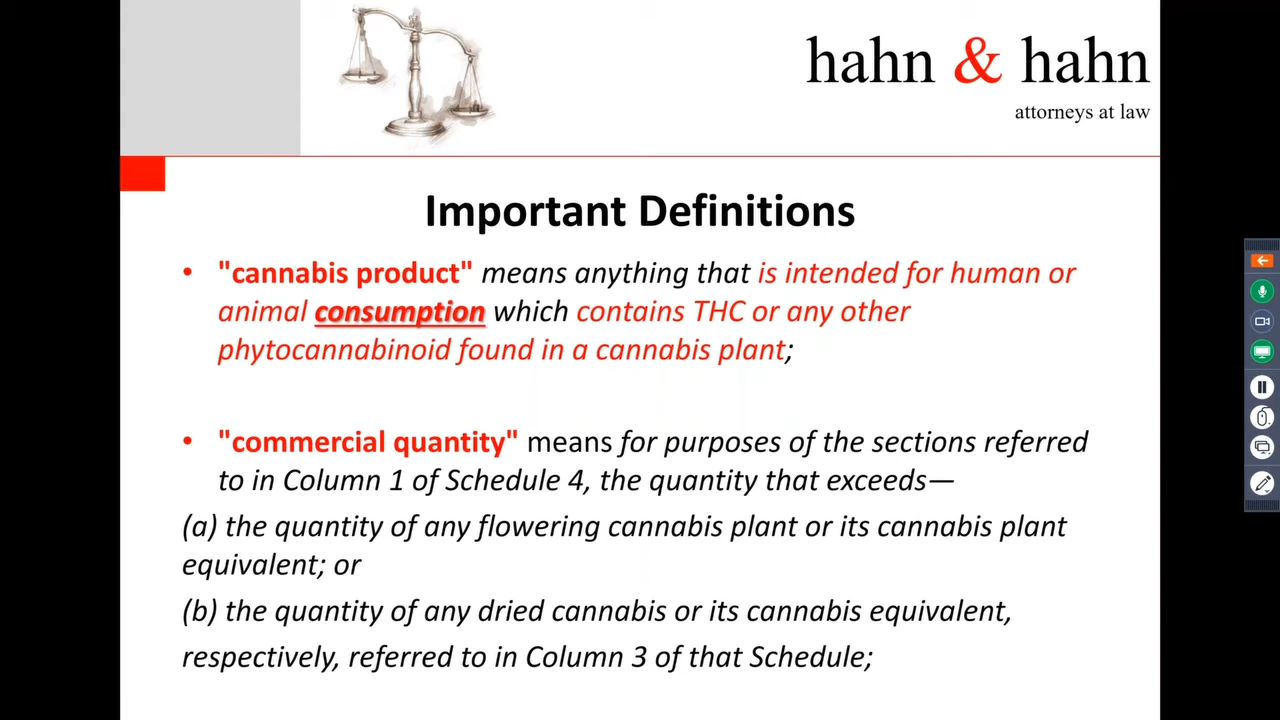 hahn & hahn
attorneys at law
Important Definitions
• "cannabis product" means anything that is intended for human or
animal consumption which contains THC or any other
phytocannabinoid found in a cannabis plant;
• "commercial quantity" means for purposes of the sections referred
to in Column 1 of Schedule 4, the quantity that exceeds—
(a) the quantity of any flowering cannabis plant or its cannabis plant
equivalent; or
(b) the quantity of any dried cannabis or its cannabis equivalent,
respectively, referred to in Column 3 of that Schedule;